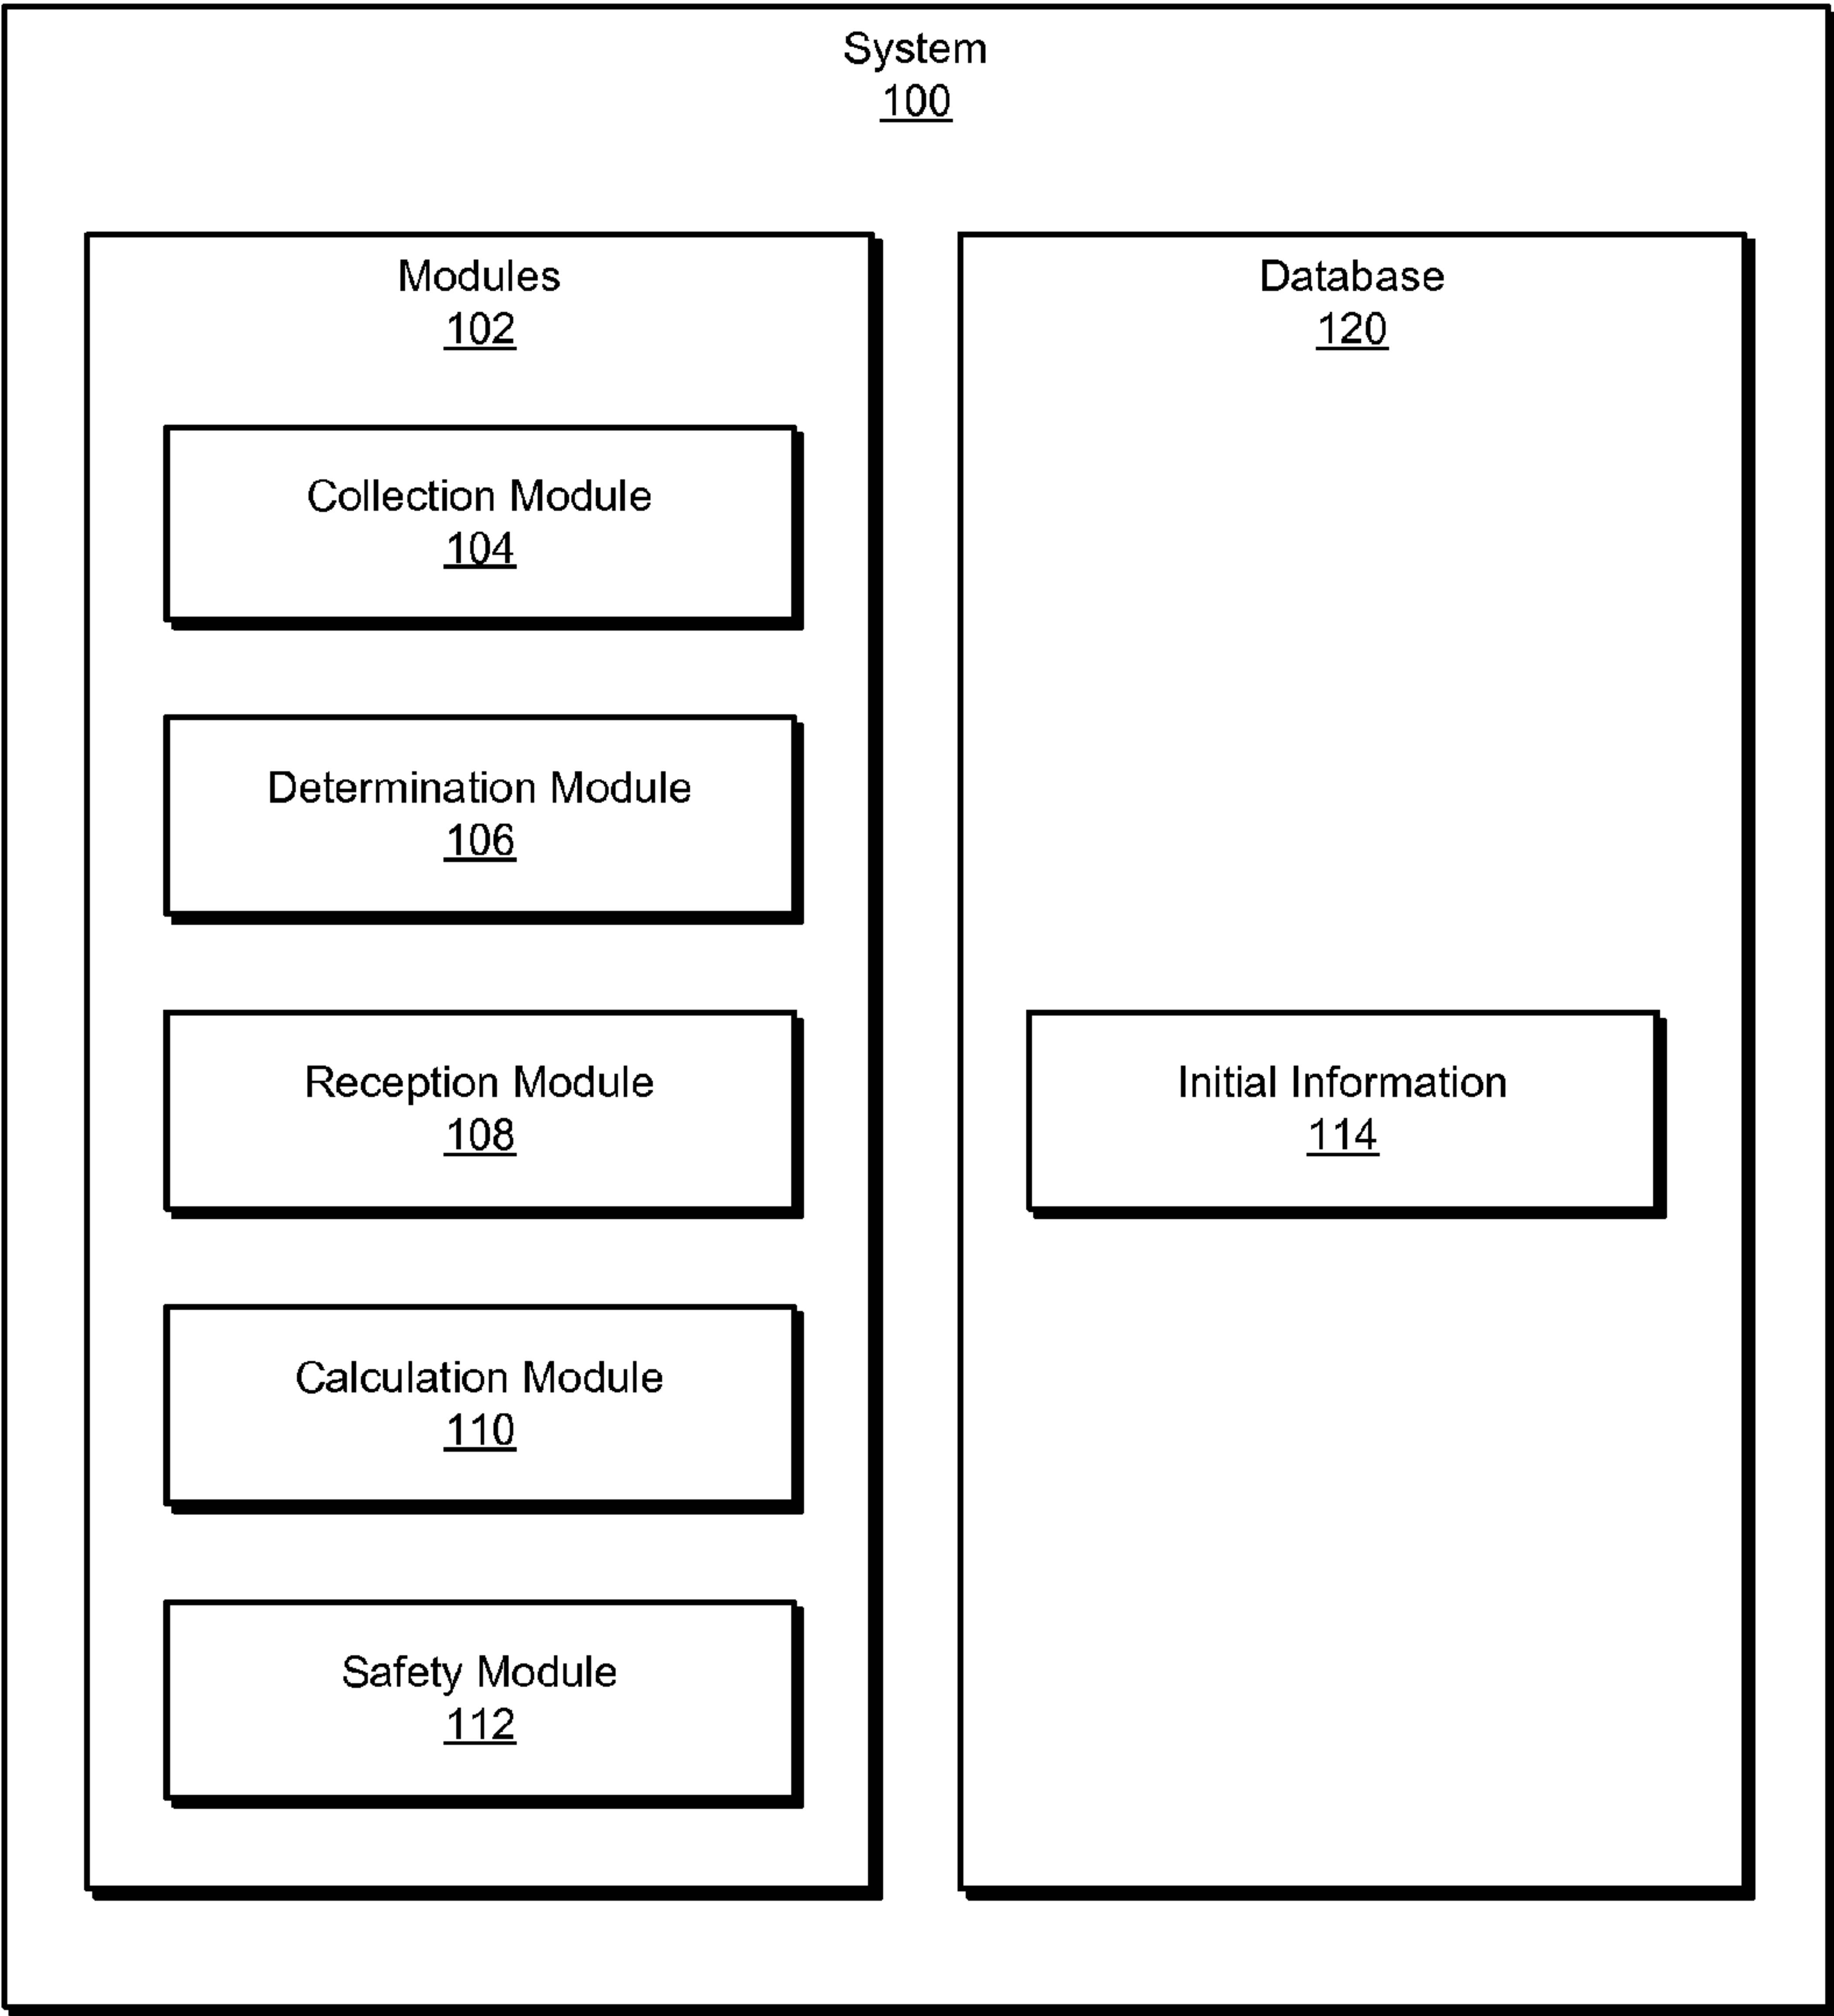 System
100
Modules
102
Collection Module
104
Determination Module
106
Reception Module
108
Calculation Module
110
Safety Module
112
Database
120
Initial Information
114